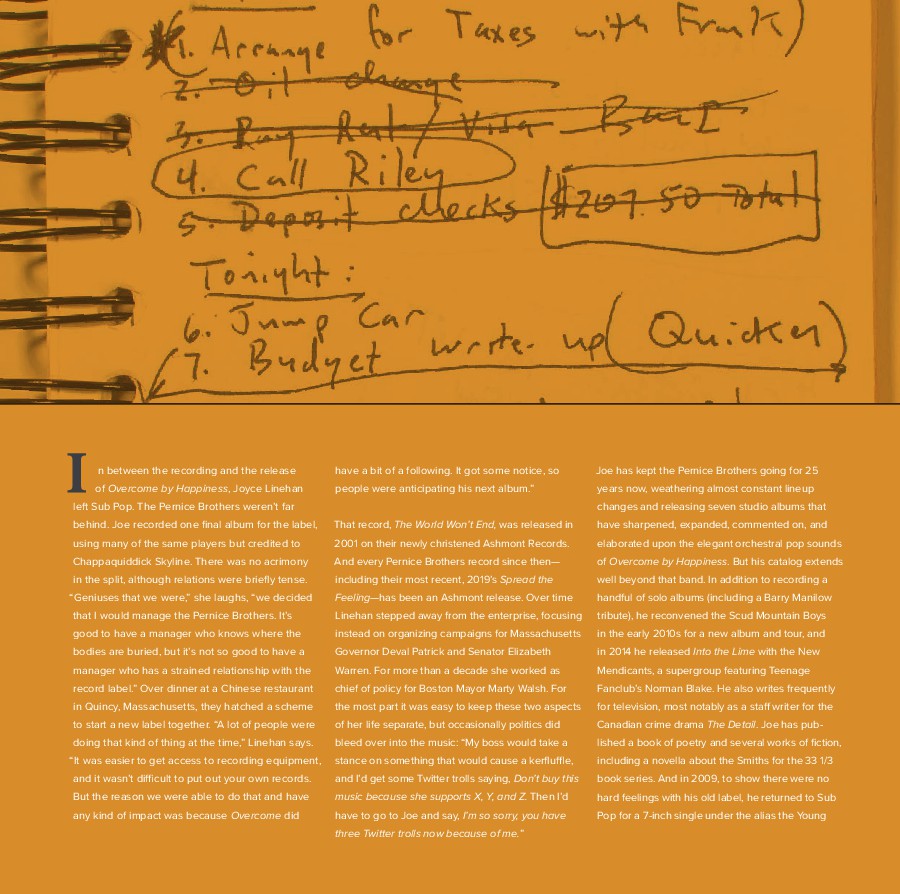 1. Arrange for Taxes with Frank)
2. Oil change
3. Pay Rent/Visa
4. Call Riley
5. Deposit checks $207.50 Total
Tonight:
6. Jump Car
7. Budget write-up (Quicken)
In between the recording and the release
of Overcome by Happiness, Joyce Linehan
left Sub Pop. The Pernice Brothers weren't far
behind. Joe recorded one final album for the label,
using many of the same players but credited to
Chappaquiddick Skyline. There was no acrimony
in the split, although relations were briefly tense.
“Geniuses that we were,” she laughs, “we decided
that I would manage the Pernice Brothers. It's
good to have a manager who knows where the
bodies are buried, but it's not so good to have a
manager who has a strained relationship with the
record label.” Over dinner at a Chinese restaurant
in Quincy, Massachusetts, they hatched a scheme
to start a new label together. “A lot of people were
doing that kind of thing at the time,” Linehan says.
“It was easier to get access to recording equipment,
and it wasn't difficult to put out your own records.
But the reason we were able to do that and have
any kind of impact was because Overcome did
have a bit of a following. It got some notice, so
people were anticipating his next album.”
That record, The World Won't End, was released in
2001 on their newly christened Ashmont Records.
And every Pernice Brothers record since then—
including their most recent, 2019's Spread the
Feeling—has been an Ashmont release. Over time
Linehan stepped away from the enterprise, focusing
instead on organizing campaigns for Massachusetts
Governor Deval Patrick and Senator Elizabeth
Warren. For more than a decade she worked as
chief of policy for Boston Mayor Marty Walsh. For
the most part it was easy to keep these two aspects
of her life separate, but occasionally politics did
bleed over into the music: “My boss would take a
stance on something that would cause a kerfluffle,
and I'd get some Twitter trolls saying, Don't buy this
music because she supports X, Y, and Z. Then I'd
have to go to Joe and say, I'm so sorry, you have
three Twitter trolls now because of me.”
Joe has kept the Pernice Brothers going for 25
years now, weathering almost constant lineup
changes and releasing seven studio albums that
have sharpened, expanded, commented on, and
elaborated upon the elegant orchestral pop sounds
of Overcome by Happiness. But his catalog extends
well beyond that band. In addition to recording a
handful of solo albums (including a Barry Manilow
tribute), he reconvened the Scud Mountain Boys
in the early 2010s for a new album and tour, and
in 2014 he released Into the Lime with the New
Mendicants, a supergroup featuring Teenage
Fanclub's Norman Blake. He also writes frequently
for television, most notably as a staff writer for the
Canadian crime drama The Detail. Joe has pub-
lished a book of poetry and several works of fiction,
including a novella about the Smiths for the 33 1/3
book series. And in 2009, to show there were no
hard feelings with his old label, he returned to Sub
Pop for a 7-inch single under the alias the Young